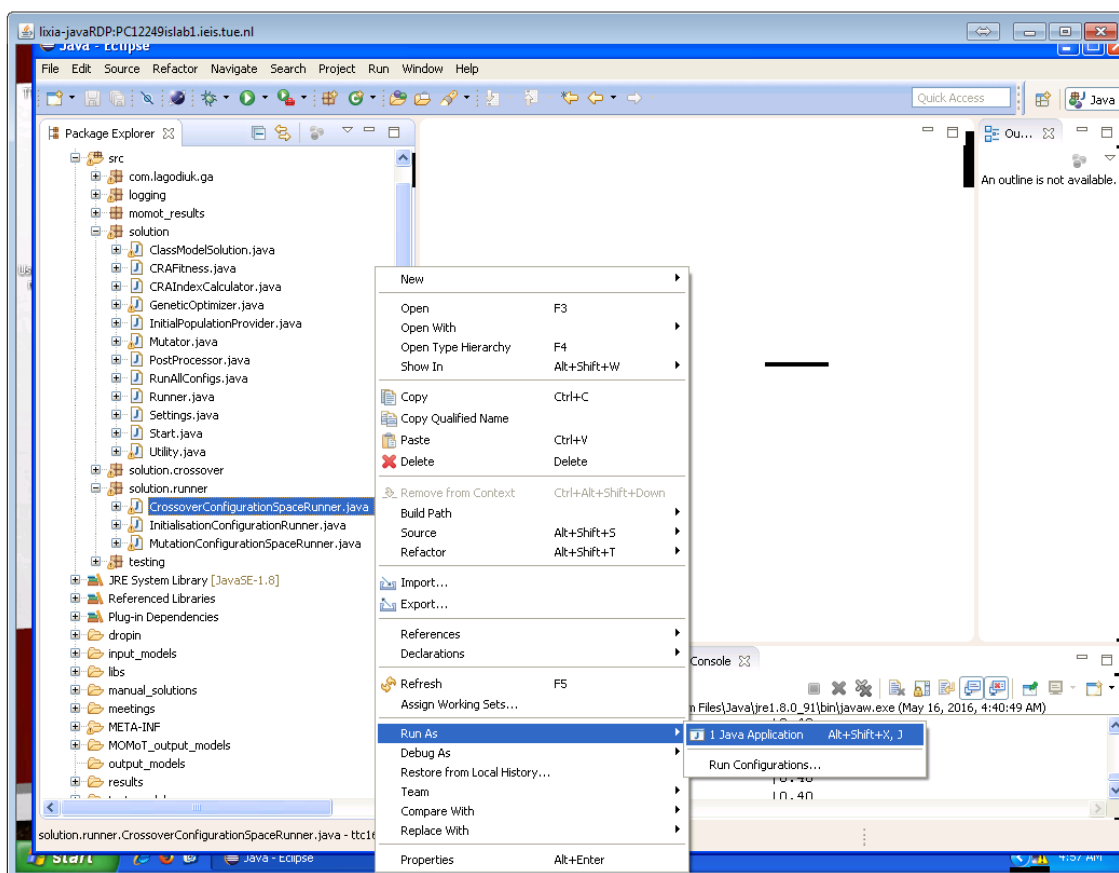 lixia-javaRDP:PC12249islab1.ieis.tue.nl
Java - Eclipse
File Edit Source Refactor Navigate Search Project Run Window Help
Quick Access
Java
Package Explorer
Ou...
src
com.lagodiuk.ga
An outline is not available.
logging
momot_results
solution
ClassModelSolution.java
CRAFitness.java
CRAIndexCalculator.java
GeneticOptimizer.java
InitialPopulationProvider.java
Mutator.java
PostProcessor.java
RunAllConfigs.java
Runner.java
Settings.java
Start.java
Utility.java
solution.crossover
solution.runner
CrossoverConfigurationSpaceRunner.java
InitialisationConfigurationRunner.java
MutationConfigurationSpaceRunner.java
testing
JRE System Library [JavaSE-1.8]
Referenced Libraries
Plug-in Dependencies
dropin
input_models
libs
manual_solutions
meetings
META-INF
MOMoT_output_models
output_models
results
New
Open F3
Open With
Open Type Hierarchy F4
Show In Alt+Shift+W
Copy Ctrl+C
Copy Qualified Name
Paste Ctrl+V
Delete Delete
Remove from Context Ctrl+Alt+Shift+Down
Build Path
Source Alt+Shift+S
Refactor Alt+Shift+T
Import...
Export...
References
Declarations
Refresh F5
Assign Working Sets...
Run As
Debug As
Restore from Local History...
Team
Compare With
Replace With
Properties Alt+Enter
1 Java Application Alt+Shift+X, J
Run Configurations...
Console
m Files\Java\jre1.8.0_91\bin\javaw.exe (May 16, 2016, 4:40:49 AM)
solution.runner.CrossoverConfigurationSpaceRunner.java - ttc16
start
Java - Eclipse
4:57 AM